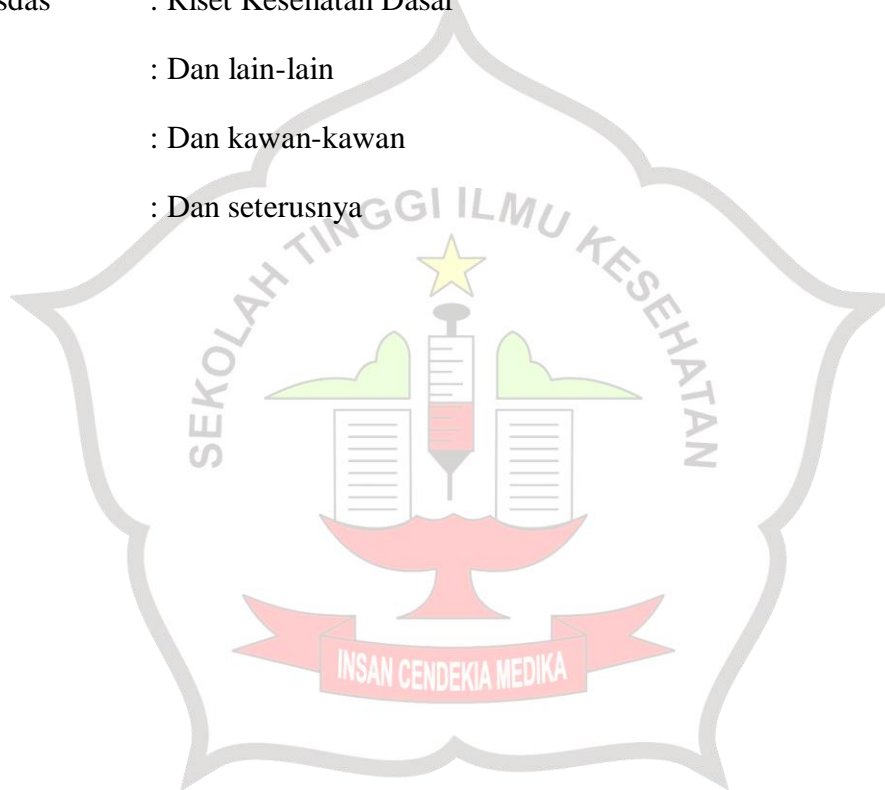 sdas : Riset Kesehatan Dasar
: Dan lain-lain
: Dan kawan-kawan
: Dan seterusnya
SEKOLAH TINGGI ILMU KESEHATAN
INSAN CENDEKIA MEDIKA